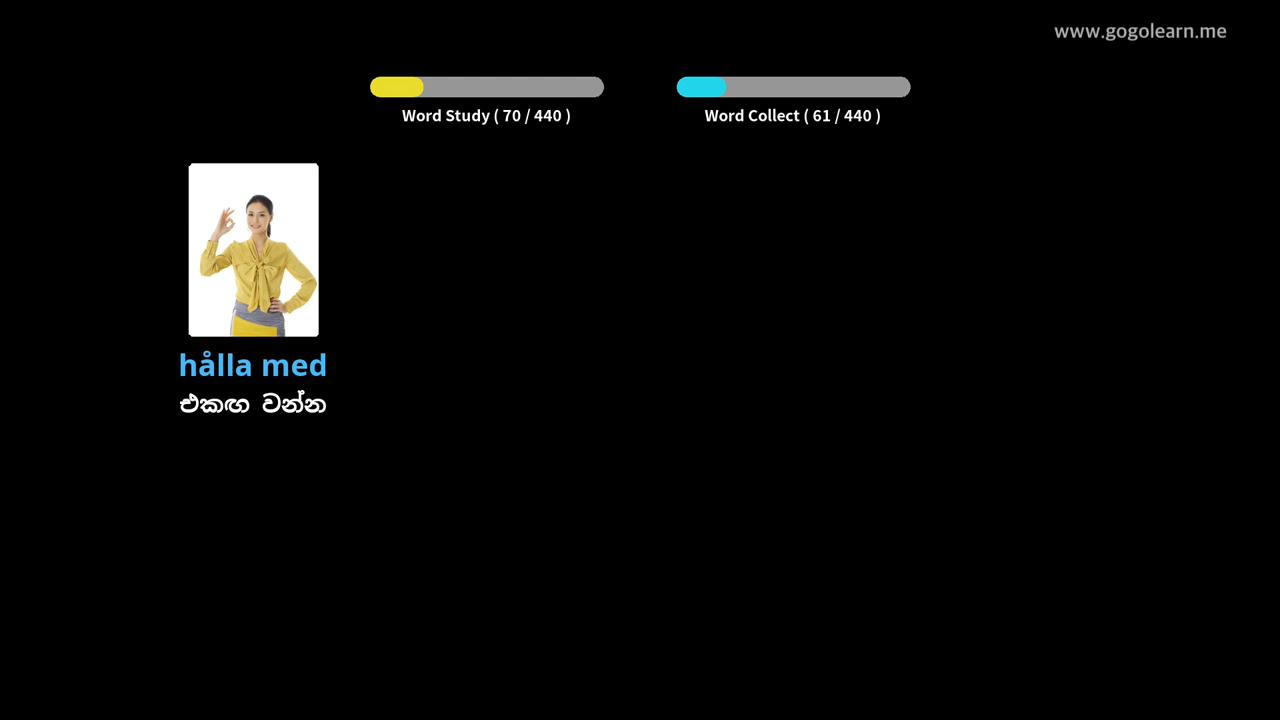 www.gogolearn.me
Word Study ( 70 / 440 )
Word Collect ( 61 / 440 )
hålla med
එකඟ වන්න